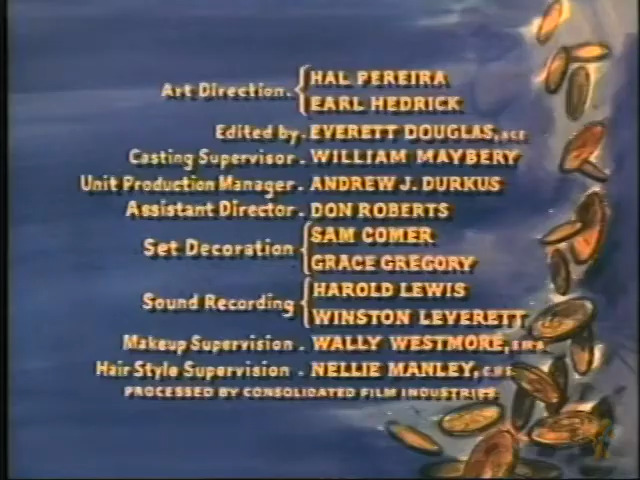 Art Direction. { HAL PEREIRA
EARL HEDRICK
Edited by. EVERETT DOUGLAS, A.C.E.
Casting Supervisor. WILLIAM MAYBERY
Unit Production Manager. ANDREW J. DURKUS
Assistant Director. DON ROBERTS
Set Decoration { SAM COMER
GRACE GREGORY
Sound Recording { HAROLD LEWIS
WINSTON LEVERETT
Makeup Supervision. WALLY WESTMORE,
Hair Style Supervision. NELLIE MANLEY,
PROCESSED BY CONSOLIDATED FILM INDUSTRIES